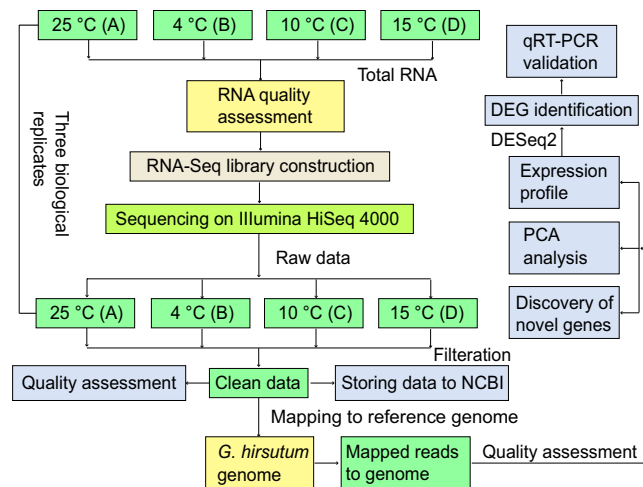 25 °C (A)
4 °C (B)
10 °C (C)
15 °C (D)
Total RNA
Three biological
replicates
RNA quality
assessment
RNA-Seq library construction
Sequencing on IIlumina HiSeq 4000
Raw data
25 °C (A)
4 °C (B)
10 °C (C)
15 °C (D)
Filteration
Quality assessment
Clean data
Storing data to NCBI
Mapping to reference genome
G. hirsutum
genome
Mapped reads
to genome
Quality assessment
qRT-PCR
validation
DEG identification
DESeq2
Expression
profile
PCA
analysis
Discovery of
novel genes